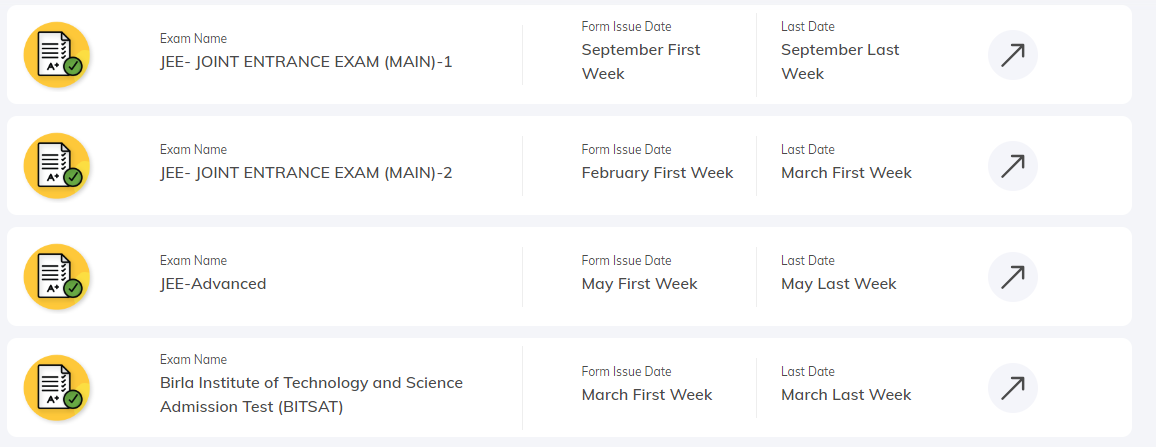 Exam Name
JEE- JOINT ENTRANCE EXAM (MAIN)-1
Form Issue Date
September First
Week
Last Date
September Last
Week
A+
Exam Name
JEE- JOINT ENTRANCE EXAM (MAIN)-2
Form Issue Date
February First Week
Last Date
March First Week
A+
Exam Name
JEE-Advanced
Form Issue Date
May First Week
Last Date
May Last Week
A+
Exam Name
Birla Institute of Technology and Science
Admission Test (BITSAT)
Form Issue Date
March First Week
Last Date
March Last Week
A+